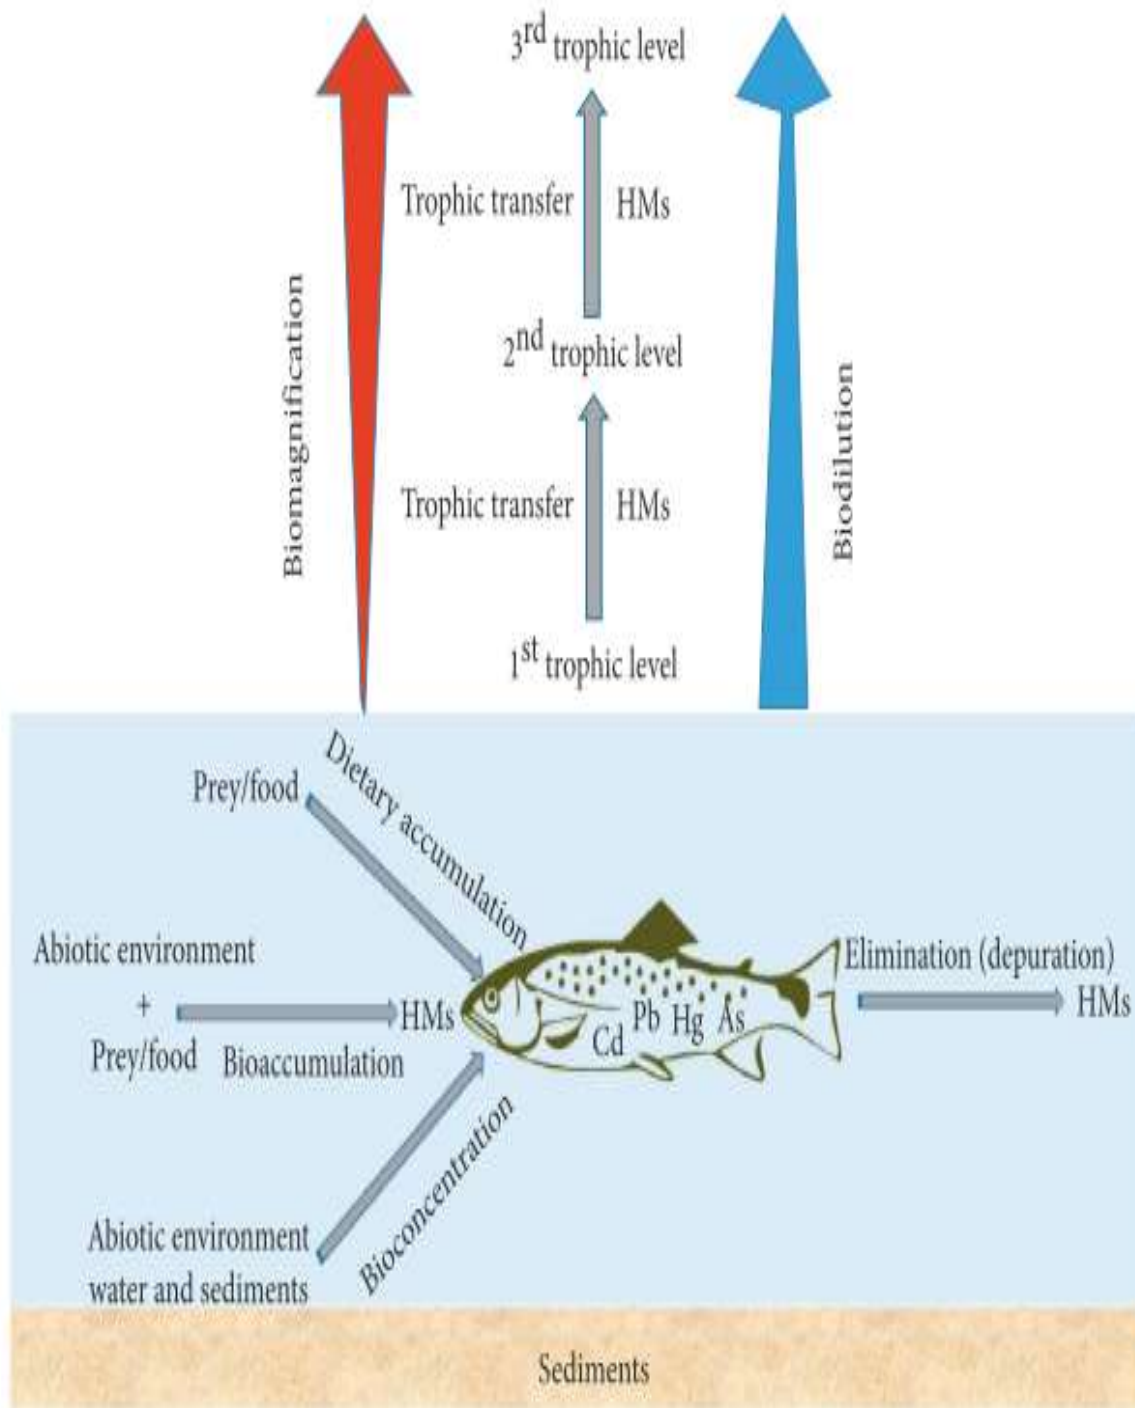 3rd trophic level
Trophic transfer HMs
2nd trophic level
Trophic transfer HMs
1st trophic level
Biomagnification
Biodilution
Prey/food
Dietary accumulation
Abiotic environment
+
Prey/food
Bioaccumulation
HMs
Cd Pb Hg As
Elimination (depuration)
HMs
Abiotic environment
water and sediments
Bioconcentration
Sediments